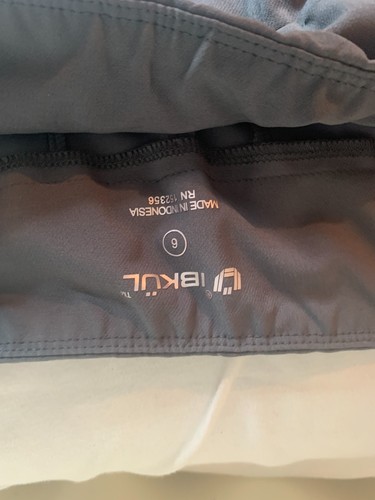 IBKÜL
6
MADE IN INDONESIA
RN 152356